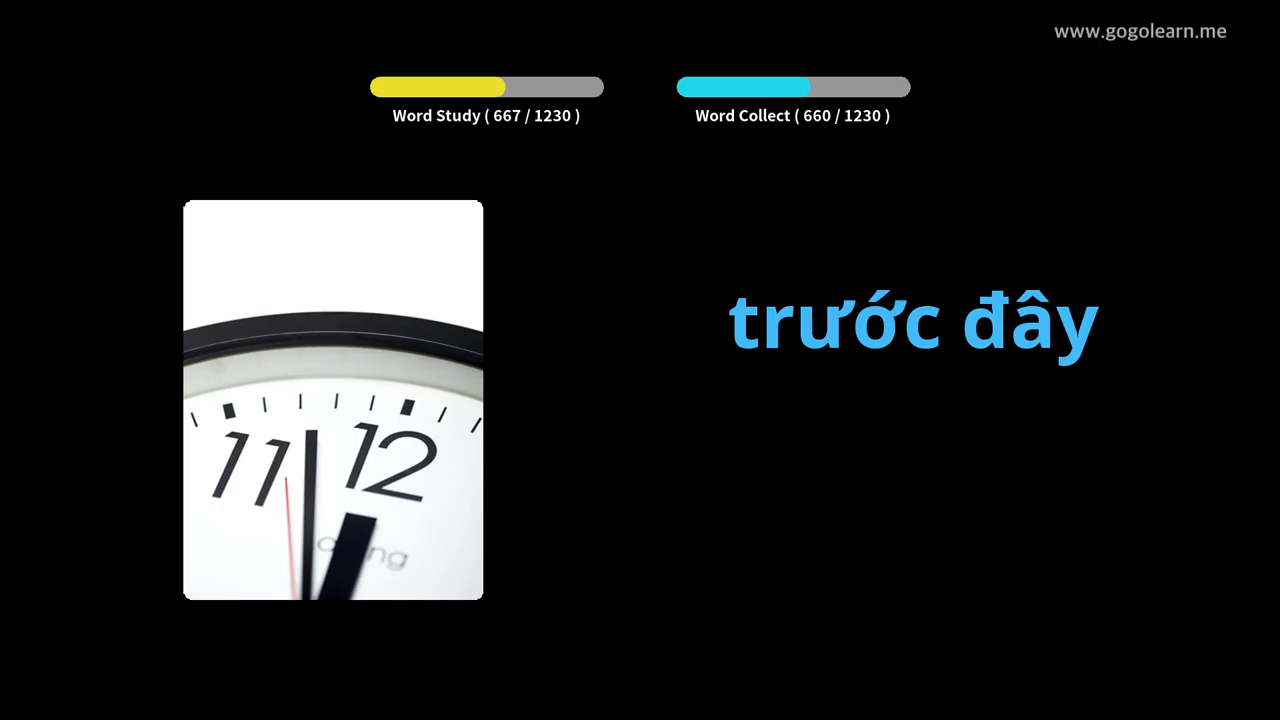 www.gogolearn.me
Word Study ( 667 / 1230 )
Word Collect ( 660 / 1230 )
trước đây
11
12